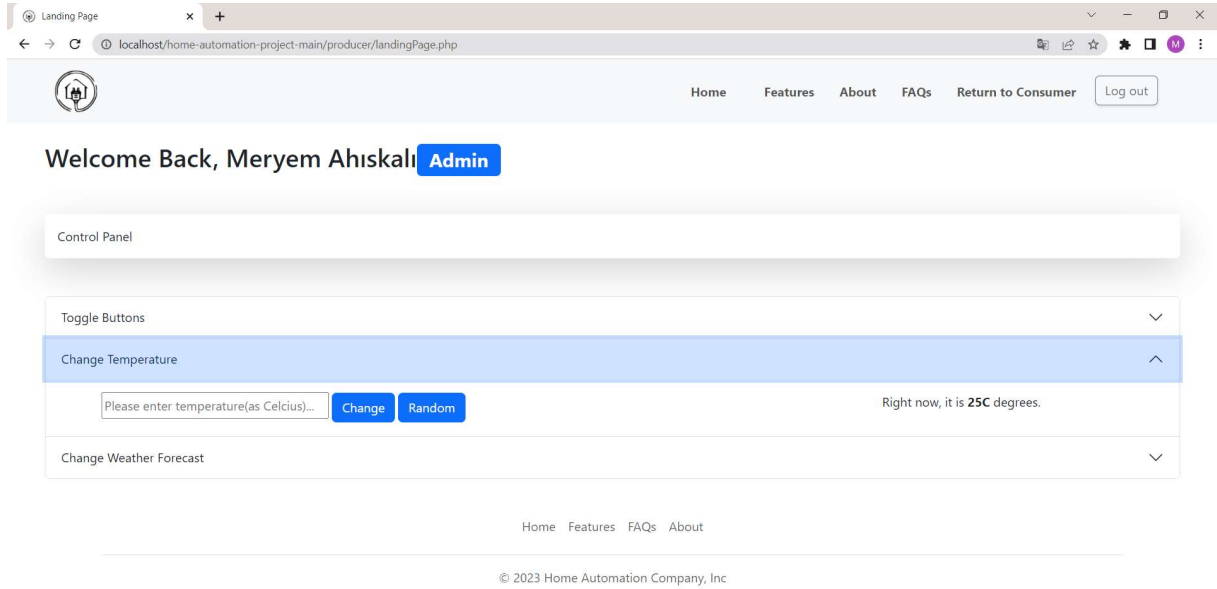 Landing Page
localhost/home-automation-project-main/producer/landingPage.php
M
Home Features About FAQs Return to Consumer Log out
Welcome Back, Meryem Ahıskalı Admin
Control Panel
Toggle Buttons
Change Temperature
Please enter temperature(as Celcius)... Change Random Right now, it is 25C degrees.
Change Weather Forecast
Home Features FAQs About
© 2023 Home Automation Company, Inc